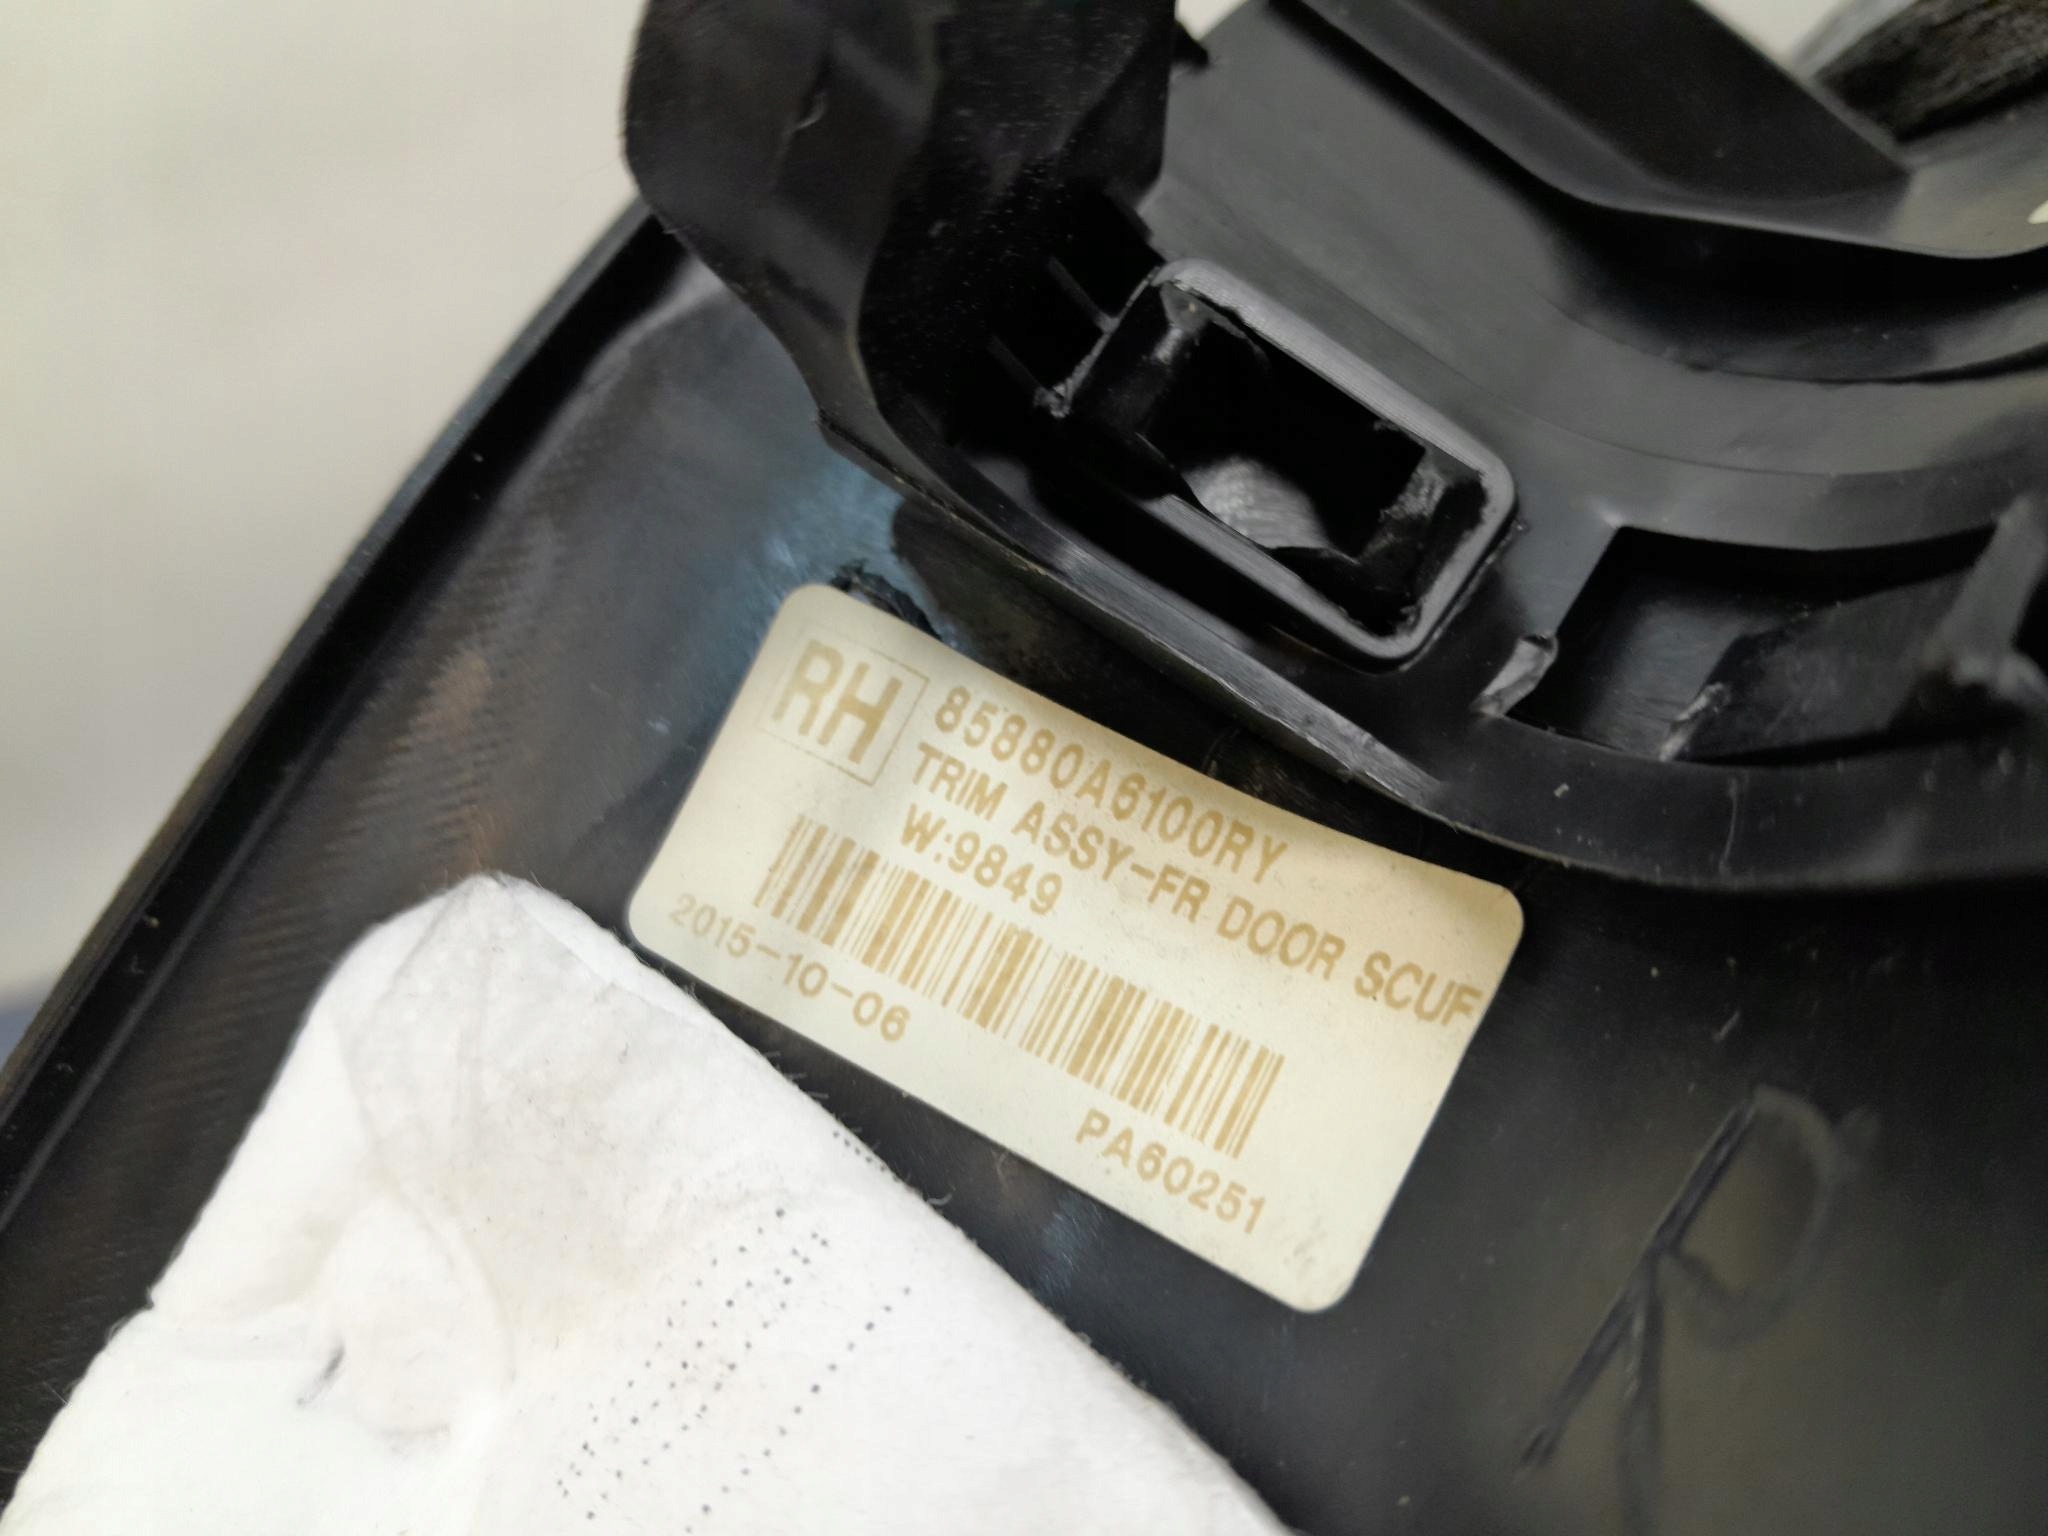 RH
85880A6100RY
TRIM ASSY-FR DOOR SCUF
W:9849
2015-10-06
PA60251
R